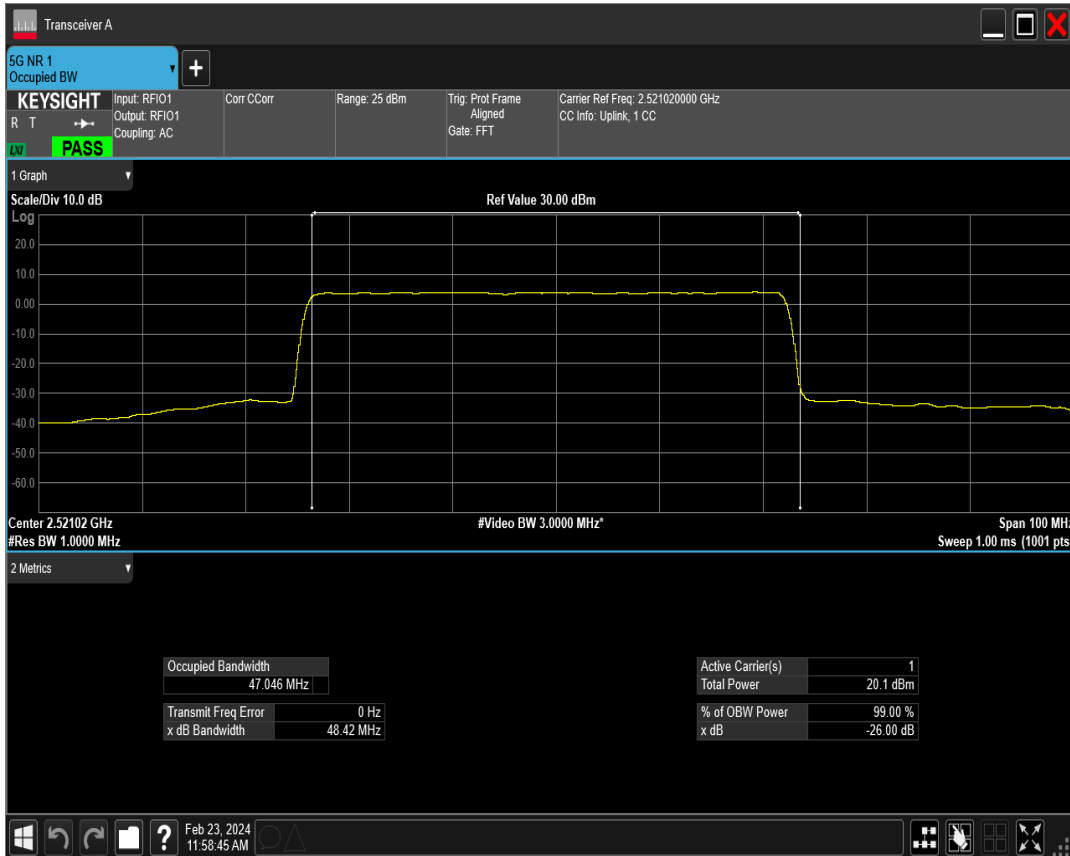 Transceiver A
5G NR 1
Occupied BW
KEYSIGHT Input: RFIO1 Corr CCorr Range: 25 dBm Trig: Prot Frame Carrier Ref Freq: 2.521020000 GHz
R T Output: RFIO1 Aligned CC Info: Uplink, 1 CC
Coupling: AC Gate: FFT
LXI PASS
1 Graph
Scale/Div 10.0 dB Ref Value 30.00 dBm
Log
20.0
10.0
0.00
-10.0
-20.0
-30.0
-40.0
-50.0
-60.0
Center 2.52102 GHz #Video BW 3.0000 MHz* Span 100 MHz
#Res BW 1.0000 MHz Sweep 1.00 ms (1001 pts
2 Metrics
Occupied Bandwidth Active Carrier(s) 1
47.046 MHz Total Power 20.1 dBm
Transmit Freq Error 0 Hz % of OBW Power 99.00 %
x dB Bandwidth 48.42 MHz x dB -26.00 dB
Feb 23, 2024
11:58:45 AM